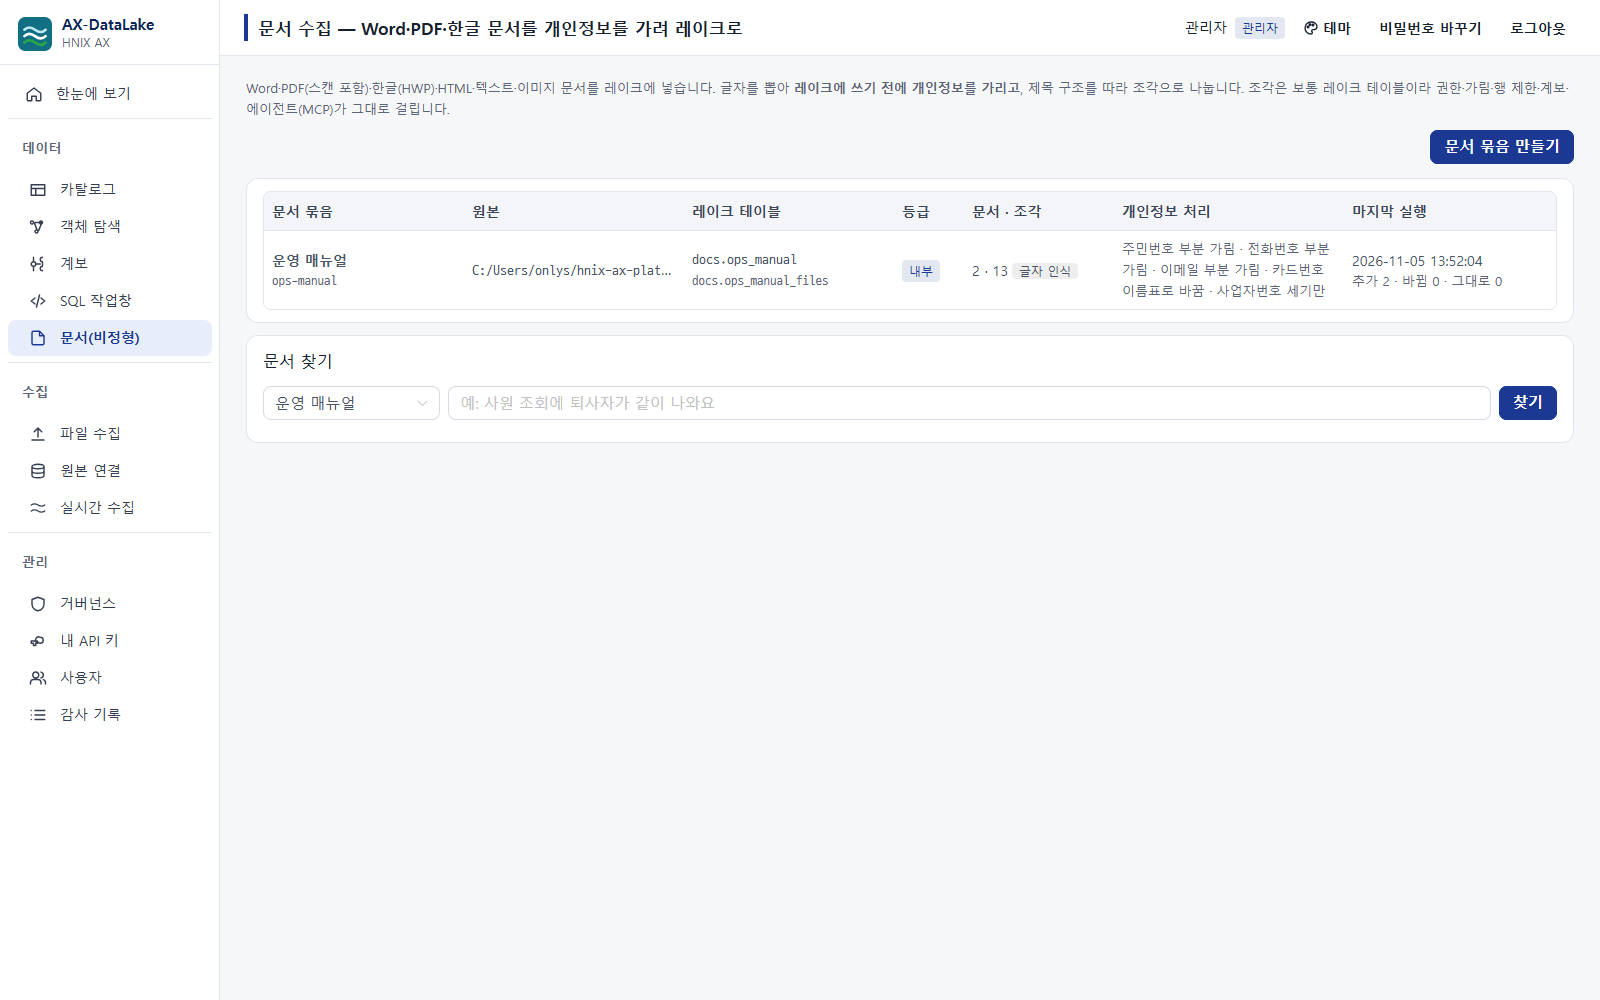 AX-DataLake
HNIX AX
한눈에 보기
데이터
카탈로그
객체 탐색
계보
SQL 작업창
문서(비정형)
수집
파일 수집
원본 연결
실시간 수집
관리
거버넌스
내 API 키
사용자
감사 기록
문서 수집 — Word·PDF·한글 문서를 개인정보를 가려 레이크로
관리자 관리자 테마 비밀번호 바꾸기 로그아웃
Word·PDF(스캔 포함)·한글(HWP)·HTML·텍스트·이미지 문서를 레이크에 넣습니다. 글자를 뽑아 레이크에 쓰기 전에 개인정보를 가리고, 제목 구조를 따라 조각으로 나눕니다. 조각은 보통 레이크 테이블이라 권한·가림·행 제한·계보·
에이전트(MCP)가 그대로 걸립니다.
문서 묶음 만들기
문서 묶음 원본 레이크 테이블 등급 문서 · 조각 개인정보 처리 마지막 실행
운영 매뉴얼
ops-manual
C:/Users/onlys/hnix-ax-plat...
docs.ops_manual
docs.ops_manual_files
내부
2 · 13 글자 인식
주민번호 부분 가림 · 전화번호 부분
가림 · 이메일 부분 가림 · 카드번호
이름표로 바꿈 · 사업자번호 세기만
2026-11-05 13:52:04
추가 2 · 바뀜 0 · 그대로 0
문서 찾기
운영 매뉴얼
예: 사원 조회에 퇴사자가 같이 나와요
찾기